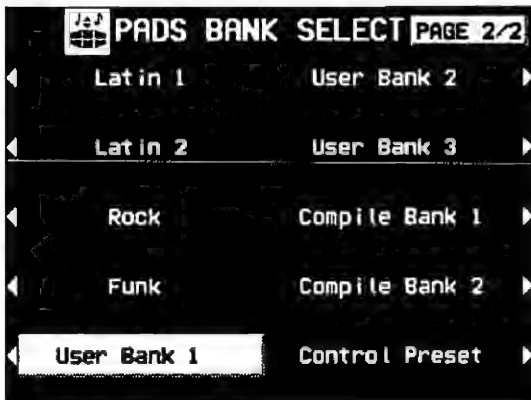 PADS BANK SELECT PAGE 2/2
Latin 1 User Bank 2
Latin 2 User Bank 3
Rock Compile Bank 1
Funk Compile Bank 2
User Bank 1 Control Preset